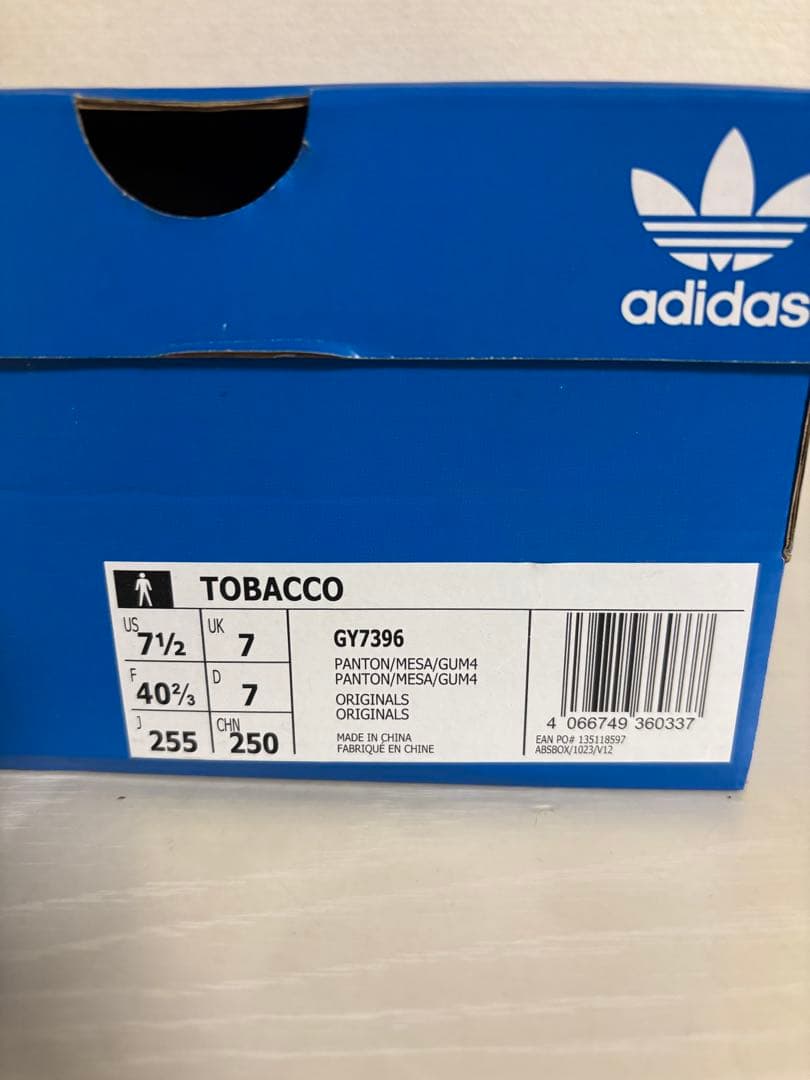 adidas
TOBACCO
US 7½
UK 7
F 40⅔
D 7
J 255
CHN 250
GY7396
PANTON/MESA/GUM4
PANTON/MESA/GUM4
ORIGINALS
ORIGINALS
MADE IN CHINA
FABRIQUÉ EN CHINE
4 066749 360337
EAN PO# 135118597
ABSBOX/1023/V12